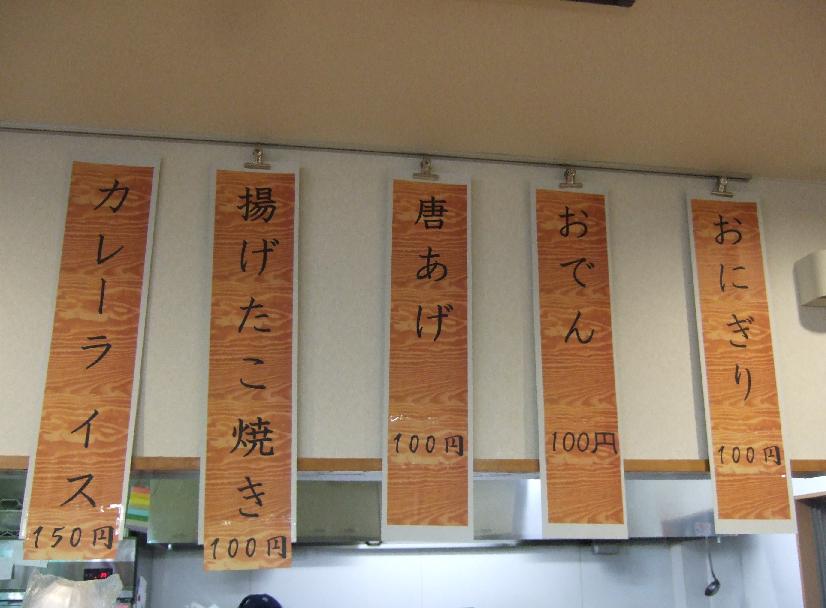 おにぎり
100円
おでん
100円
唐あげ
100円
揚げたこ焼き
100円
カレーライス
150円